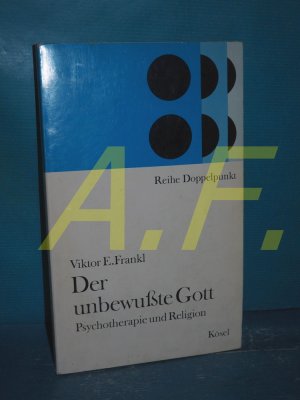 Reihe Doppelpunkt
A.F.
Viktor E. Frankl
Der
unbewußte Gott
Psychotherapie und Religion
Kösel